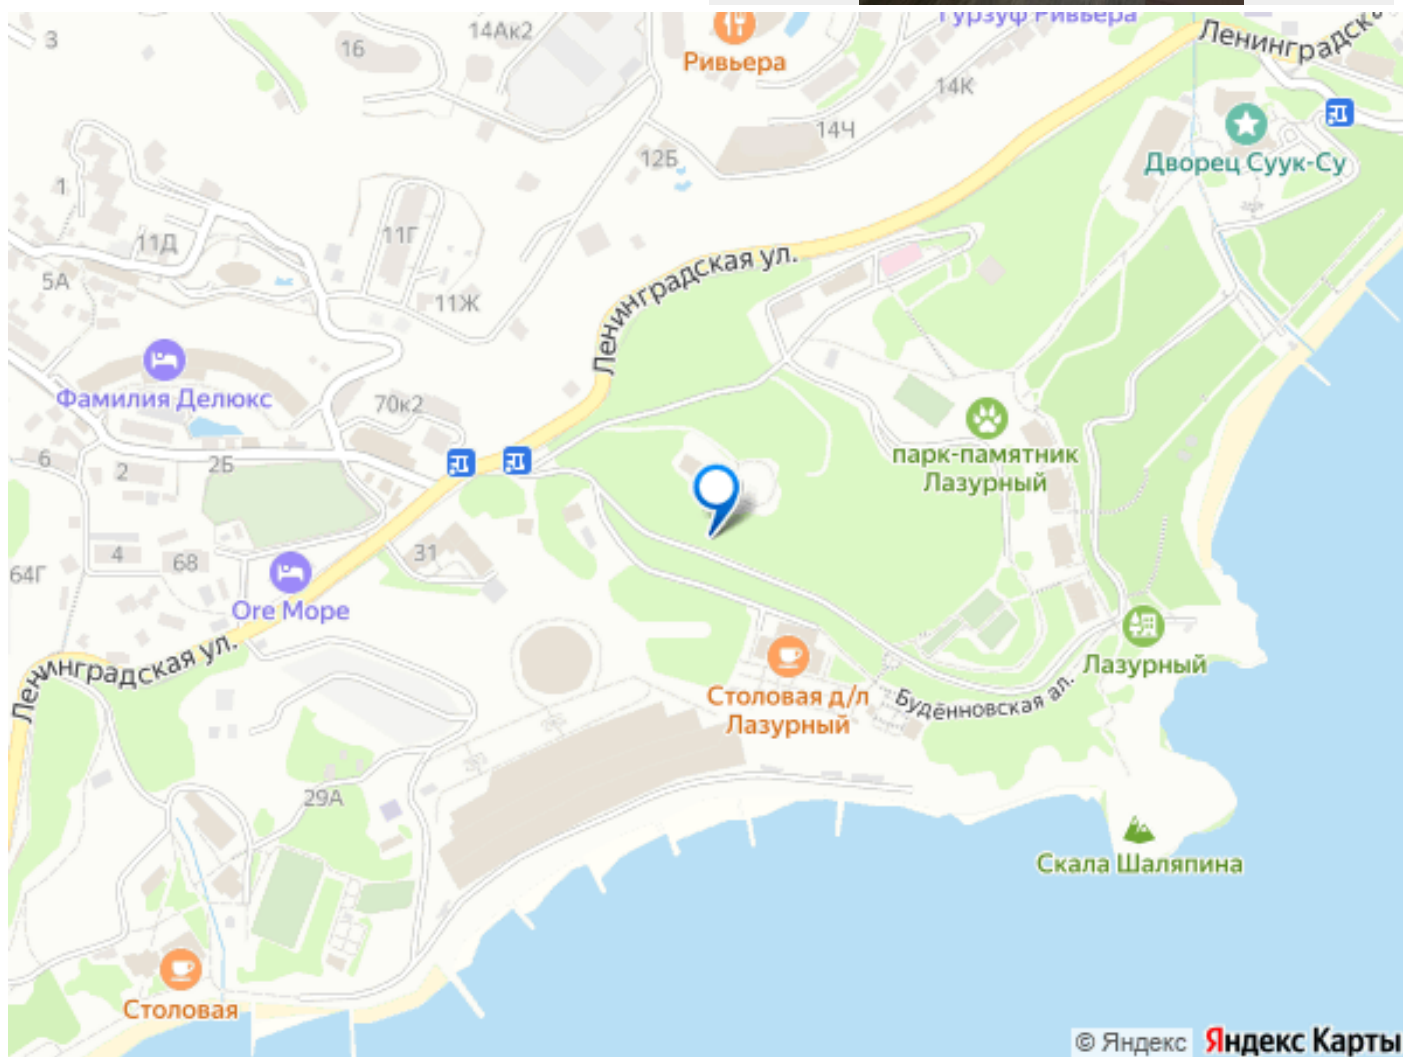 Гурзуф Ривьера
Ленинградска
3
16
14Ак2
Ривьера
14К
14Ч
12Б
Дворец Суук-Су
1
11Д
11Г
5А
11Ж
Ленинградская ул.
Фамилия Делюкс
70к2
6
2
2Б
парк-памятник
Лазурный
31
4
68
64Г
Ore Море
Ленинградская ул.
Лазурный
Столовая д/л
Лазурный
Будённовская ал.
29А
Скала Шаляпина
Столовая
© Яндекс Яндекс Карты